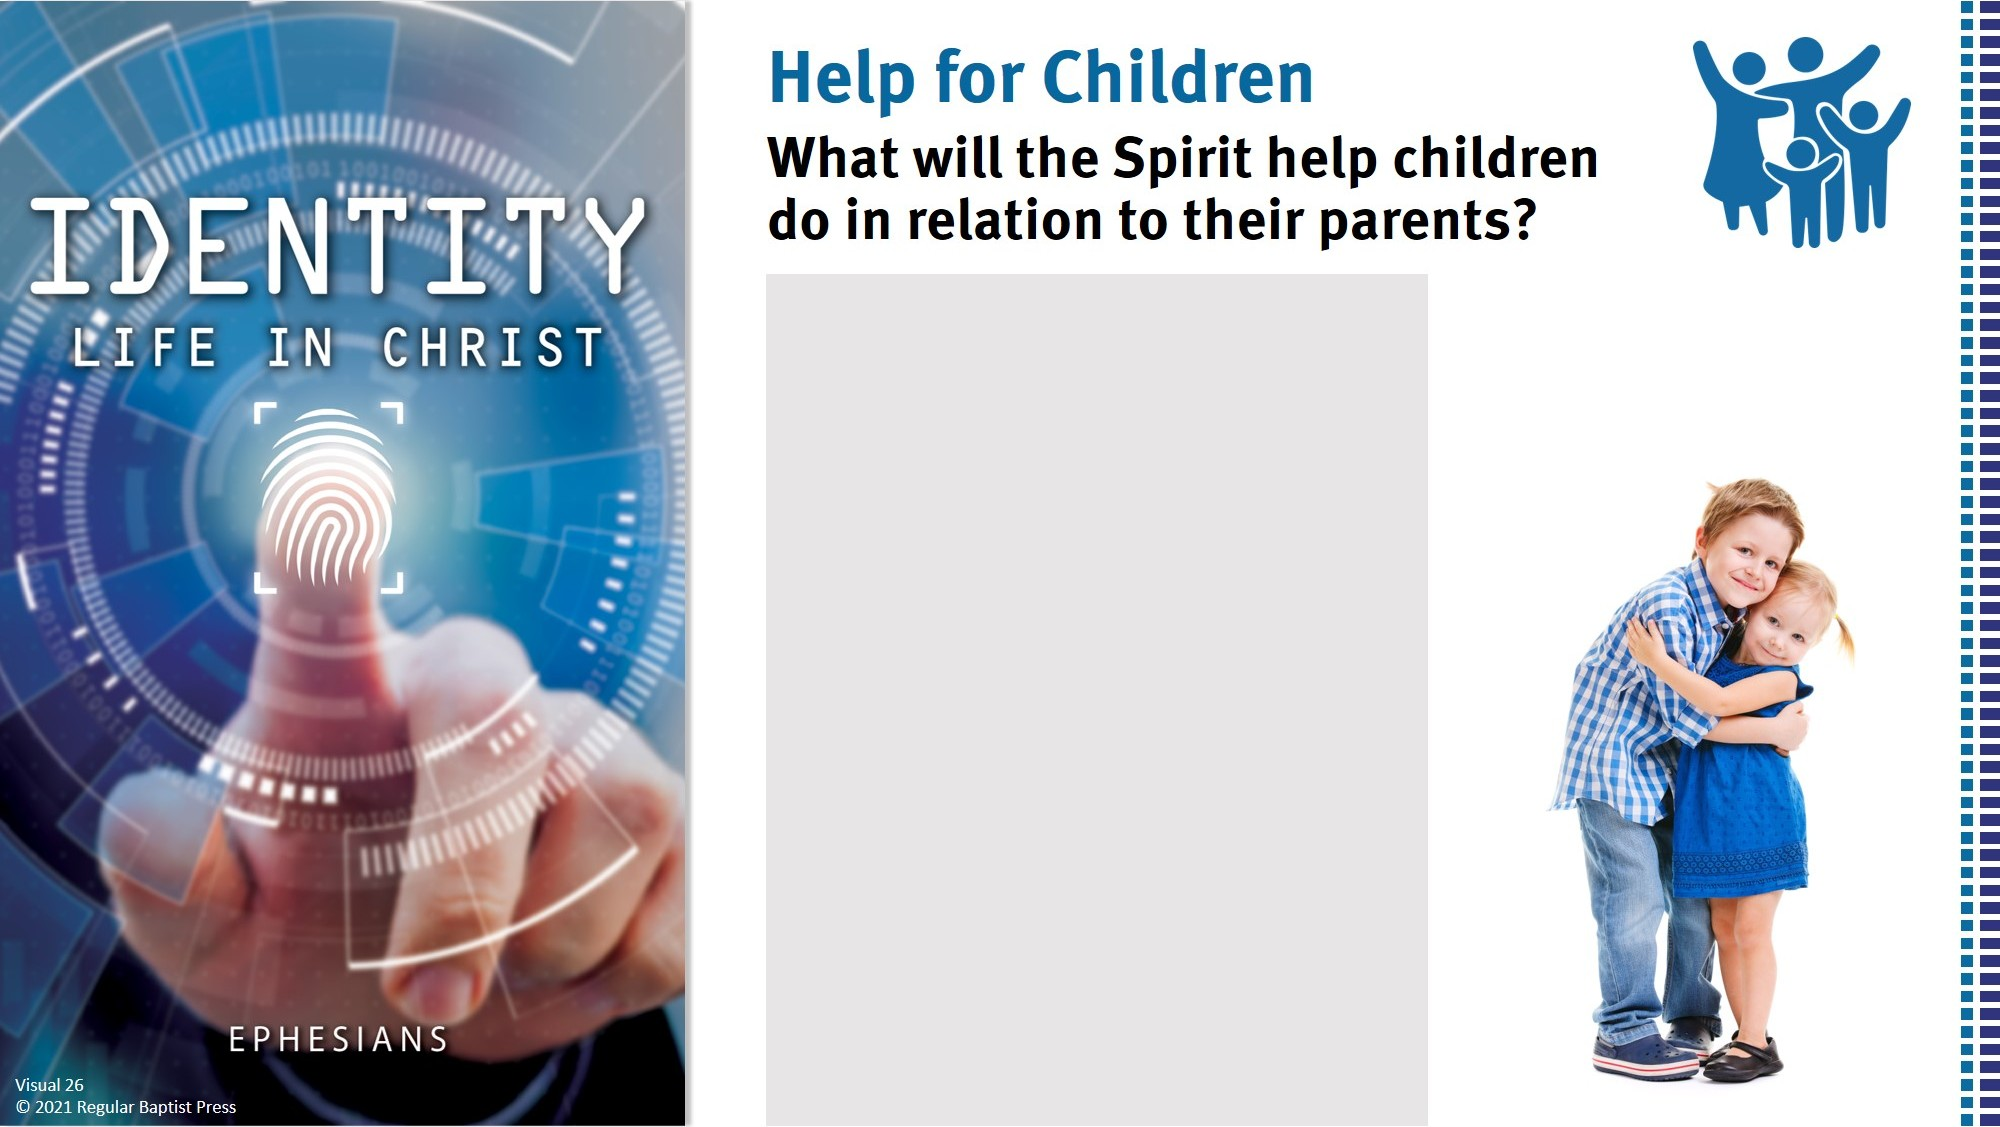 IDENTITY
LIFE IN CHRIST
EPHESIANS
Visual 26
© 2021 Regular Baptist Press
Help for Children
What will the Spirit help children
do in relation to their parents?